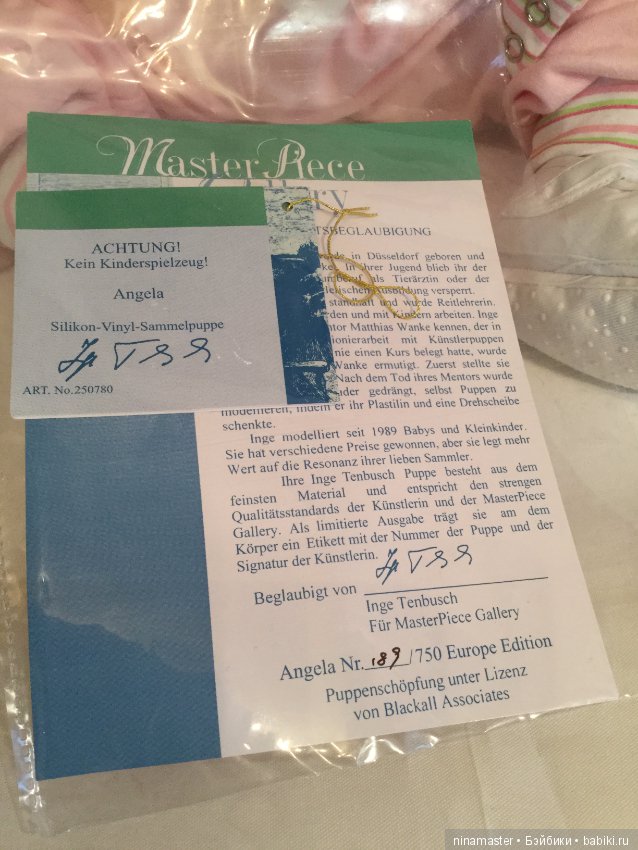 MasterPiece
ACHTUNG!
Kein Kinderspielzeug!
Angela
Silikon-Vinyl-Sammelpuppe
ART. No.250780
TSBEGLAUBIGUNG
in Düsseldorf geboren und
In ihrer Jugend blieb ihr der
als Tierärztin oder der
Ausbildung versperrt.
und wurde Reitlehrerin.
und mit Kindern arbeiten. Inge
Matthias Wanke kennen, der in
mit Künstlerpuppen
nie einen Kurs belegt hatte, wurde
Wanke ermutigt. Zuerst stellte sie
Nach dem Tod ihres Mentors wurde
gedrängt, selbst Puppen zu
modellieren, indem er ihr Plastilin und eine Drehscheibe
schenkte.
Inge modelliert seit 1989 Babys und Kleinkinder.
Sie hat verschiedene Preise gewonnen, aber sie legt mehr
Wert auf die Resonanz ihrer lieben Sammler.
Ihre Inge Tenbusch Puppe besteht aus dem
feinsten Material und entspricht den strengen
Qualitätsstandards der Künstlerin und der MasterPiece
Gallery. Als limitierte Ausgabe trägt sie am dem
Körper ein Etikett mit der Nummer der Puppe und der
Signatur der Künstlerin.
Beglaubigt von
Inge Tenbusch
Für MasterPiece Gallery
Angela Nr. 189/750 Europe Edition
Puppenschöpfung unter Lizenz
von Blackall Associates
ninamaster • Бэйбики • babiki.ru